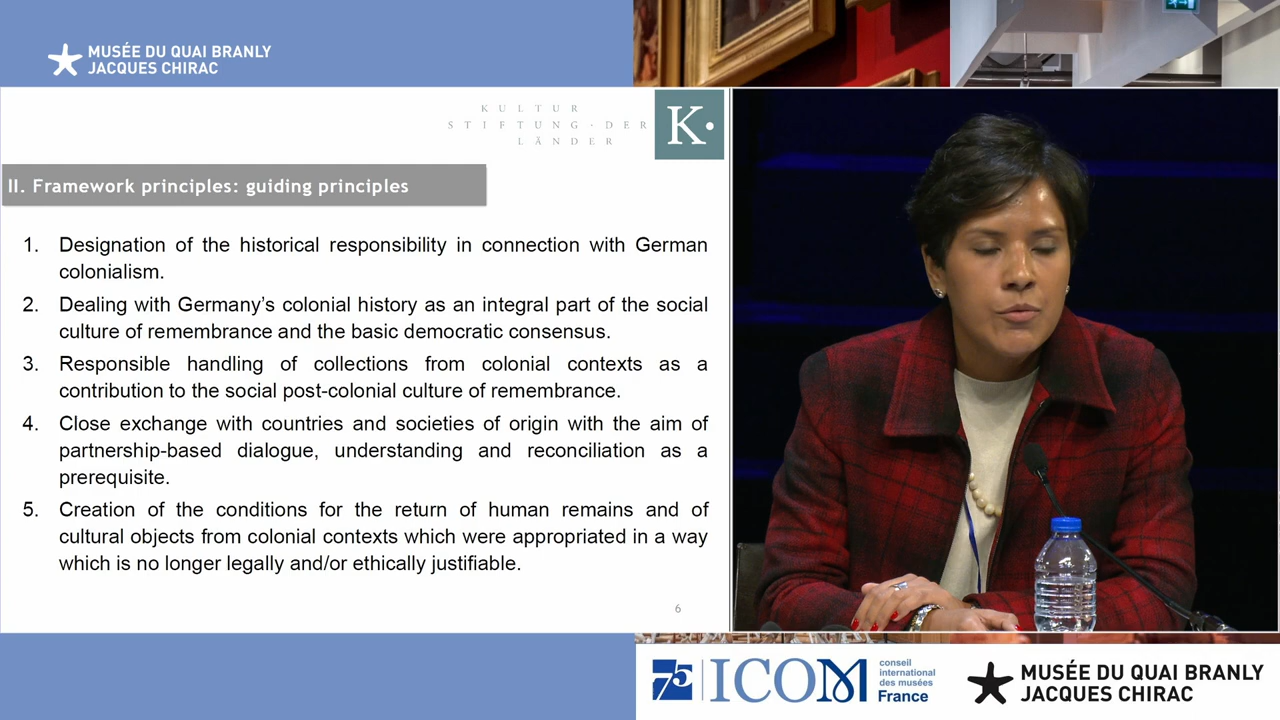 MUSÉE DU QUAI BRANLY
JACQUES CHIRAC
KULTUR
STIFTUNG · DER
LÄNDER
K·
II. Framework principles: guiding principles
1. Designation of the historical responsibility in connection with German
colonialism.
2. Dealing with Germany’s colonial history as an integral part of the social
culture of remembrance and the basic democratic consensus.
3. Responsible handling of collections from colonial contexts as a
contribution to the social post-colonial culture of remembrance.
4. Close exchange with countries and societies of origin with the aim of
partnership-based dialogue, understanding and reconciliation as a
prerequisite.
5. Creation of the conditions for the return of human remains and of
cultural objects from colonial contexts which were appropriated in a way
which is no longer legally and/or ethically justifiable.
6
75
ICOM
conseil
international
des musées
France
MUSÉE DU QUAI BRANLY
JACQUES CHIRAC